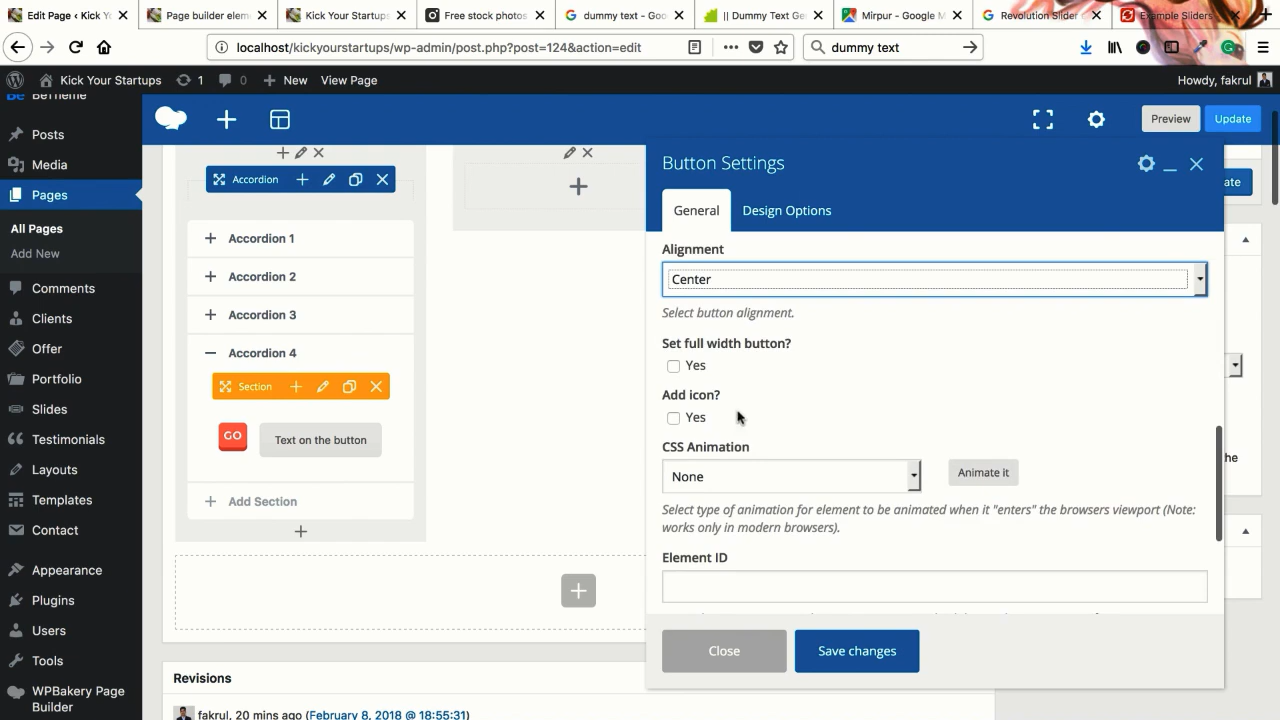 Edit Page ‹ Kick Y
Page builder elem
Kick Your Startups
Free stock photos
dummy text - Goo
|| Dummy Text Ge
Mirpur - Google M
Revolution Slider
Example Sliders
localhost/kickyourstartups/wp-admin/post.php?post=124&action=edit
dummy text
Kick Your Startups
1
0
New
View Page
Howdy, fakrul
BeTheme
Posts
Media
Pages
All Pages
Add New
Comments
Clients
Offer
Portfolio
Slides
Testimonials
Layouts
Templates
Contact
Appearance
Plugins
Users
Tools
WPBakery Page
Builder
Preview
Update
Accordion
Accordion 1
Accordion 2
Accordion 3
Accordion 4
Section
GO
Text on the button
Add Section
Revisions
fakrul, 20 mins ago (February 8, 2018 @ 18:55:31)
Button Settings
General
Design Options
Alignment
Center
Select button alignment.
Set full width button?
Yes
Add icon?
Yes
CSS Animation
None
Animate it
Select type of animation for element to be animated when it "enters" the browsers viewport (Note:
works only in modern browsers).
Element ID
Close
Save changes
ate
he